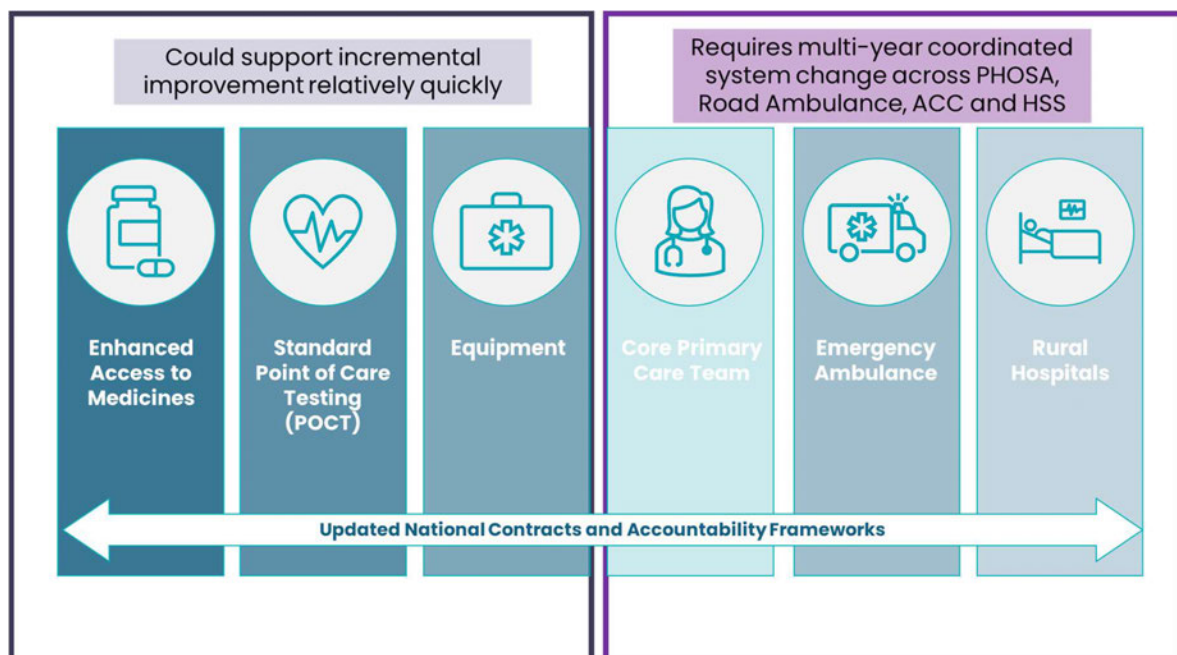 Could support incremental
improvement relatively quickly
Requires multi-year coordinated
system change across PHOSA,
Road Ambulance, ACC and HSS
Enhanced
Access to
Medicines
Standard
Point of Care
Testing
(POCT)
Equipment
Core Primary
Care Team
Emergency
Ambulance
Rural
Hospitals
Updated National Contracts and Accountability Frameworks